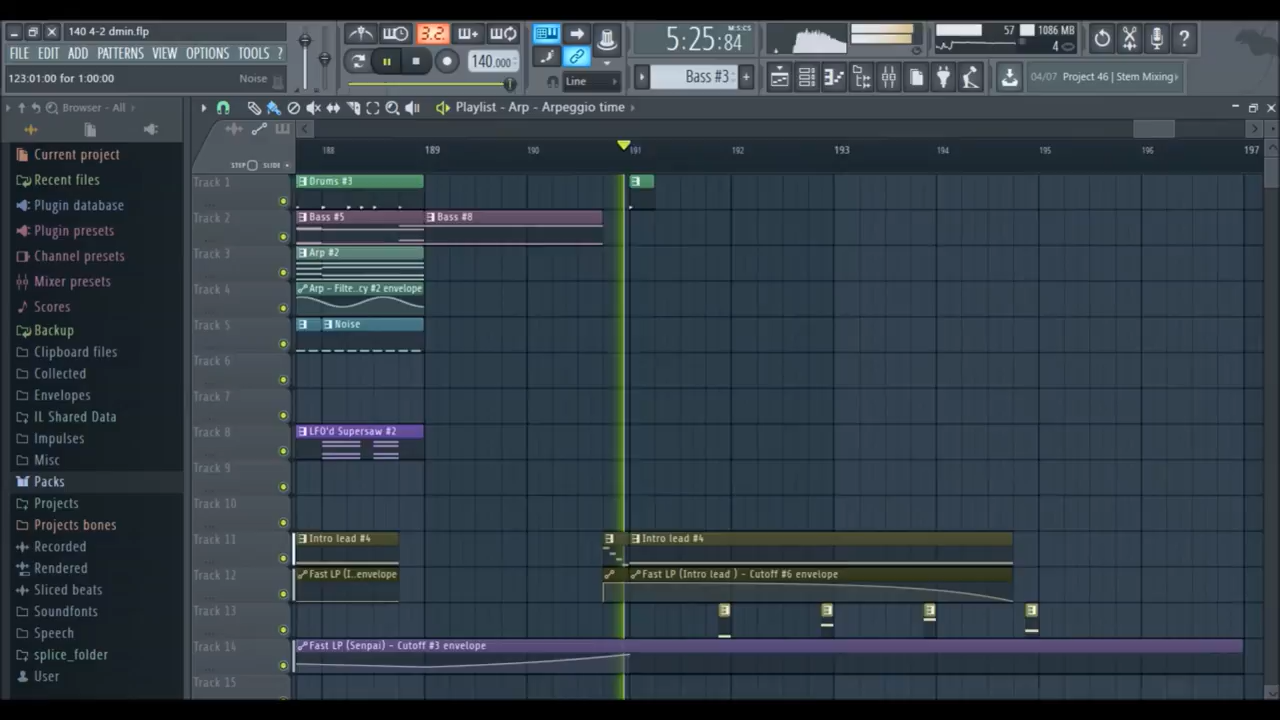 140 4-2 dmin.flp
FILE EDIT ADD PATTERNS VIEW OPTIONS TOOLS ?
123:01:00 for 1:00:00 Noise
3.2.
140.000
Line
5:25:84
M:S:CS
Bass #3
57
1086 MB
4
04/07 Project 46 | Stem Mixing
Browser - All
Playlist - Arp - Arpeggio time
STEP SLIDE
188 189 190 191 192 193 194 195 196 197
Current project
Recent files
Plugin database
Plugin presets
Channel presets
Mixer presets
Scores
Backup
Clipboard files
Collected
Envelopes
IL Shared Data
Impulses
Misc
Packs
Projects
Projects bones
Recorded
Rendered
Sliced beats
Soundfonts
Speech
splice_folder
User
Track 1 Drums #3
Track 2 Bass #5 Bass #8
Track 3 Arp #2
Track 4 Arp - Filte..cy #2 envelope
Track 5 Noise
Track 6
Track 7
Track 8 LFO'd Supersaw #2
Track 9
Track 10
Track 11 Intro lead #4 Intro lead #4
Track 12 Fast LP (I..envelope Fast LP (Intro lead ) - Cutoff #6 envelope
Track 13
Track 14 Fast LP (Senpai) - Cutoff #3 envelope
Track 15